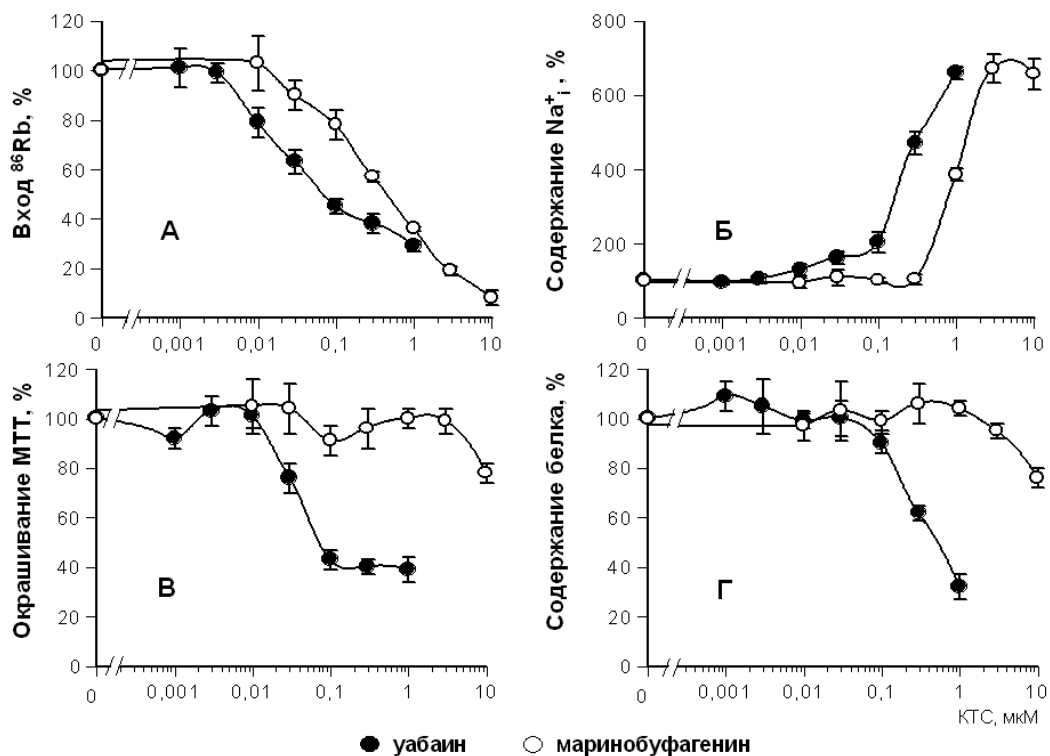 Вход ⁸⁶Rb, %
120
100
80
60
40
20
0
А
0 0,001 0,01 0,1 1 10
Содержание Na⁺i, %
800
600
400
200
0
Б
0 0,001 0,01 0,1 1 10
Окрашивание МТТ, %
120
100
80
60
40
20
0
В
0 0,001 0,01 0,1 1 10
Содержание белка, %
120
100
80
60
40
20
0
Г
0 0,001 0,01 0,1 1 10
КТС, мкМ
уабаин маринобуфагенин